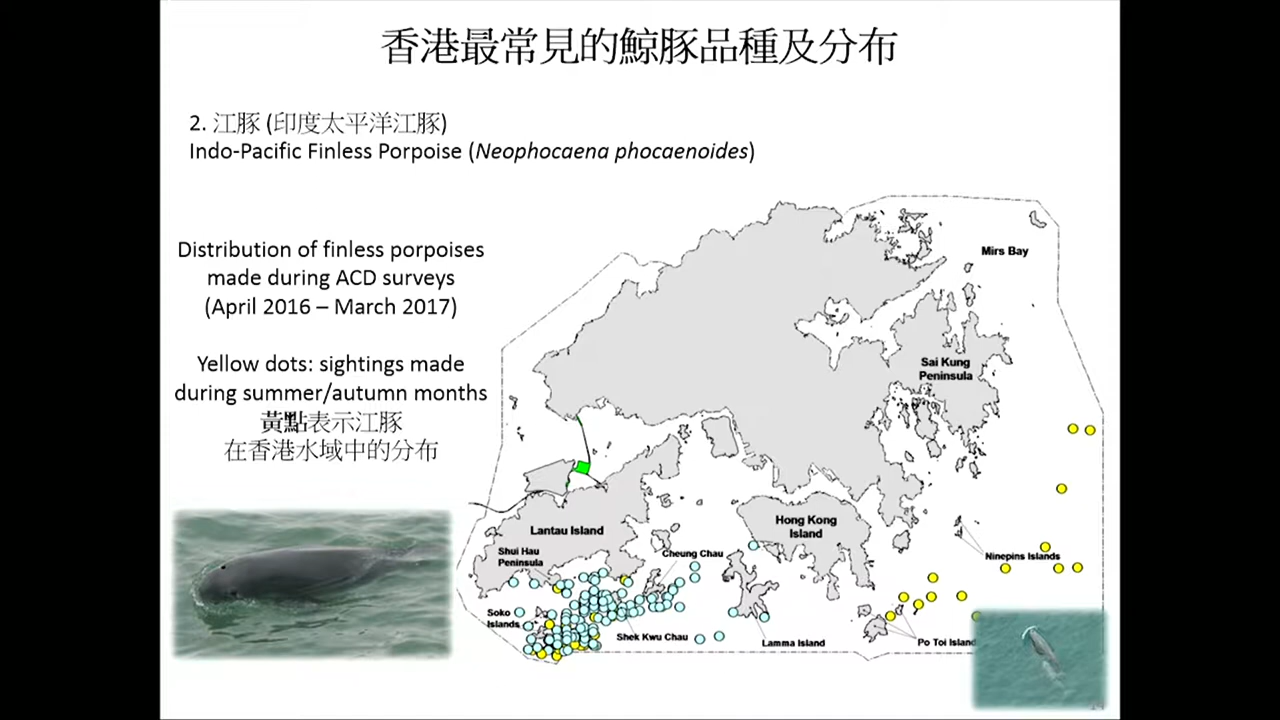 香港最常見的鯨豚品種及分布
2. 江豚 (印度太平洋江豚)
Indo-Pacific Finless Porpoise (Neophocaena phocaenoides)
Distribution of finless porpoises
made during ACD surveys
(April 2016 – March 2017)
Yellow dots: sightings made
during summer/autumn months
黃點表示江豚
在香港水域中的分布
Mirs Bay
Sai Kung
Peninsula
Lantau Island
Hong Kong
Island
Shui Hau
Peninsula
Cheung Chau
Ninepins Islands
Soko
Islands
Shek Kwu Chau
Lamma Island
Po Toi Island